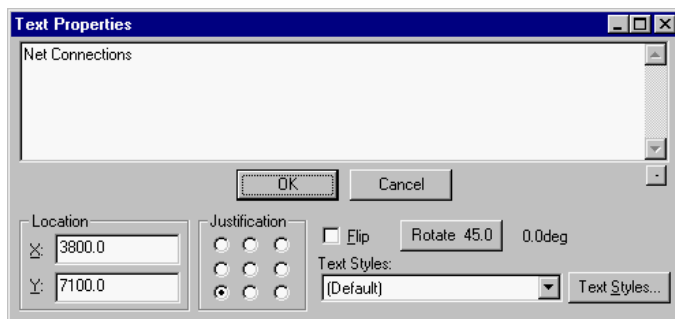 Text Properties
Net Connections
OK Cancel
Location
X: 3800.0
Y: 7100.0
Justification
Flip Rotate 45.0 0.0deg
Text Styles:
(Default) Text Styles...